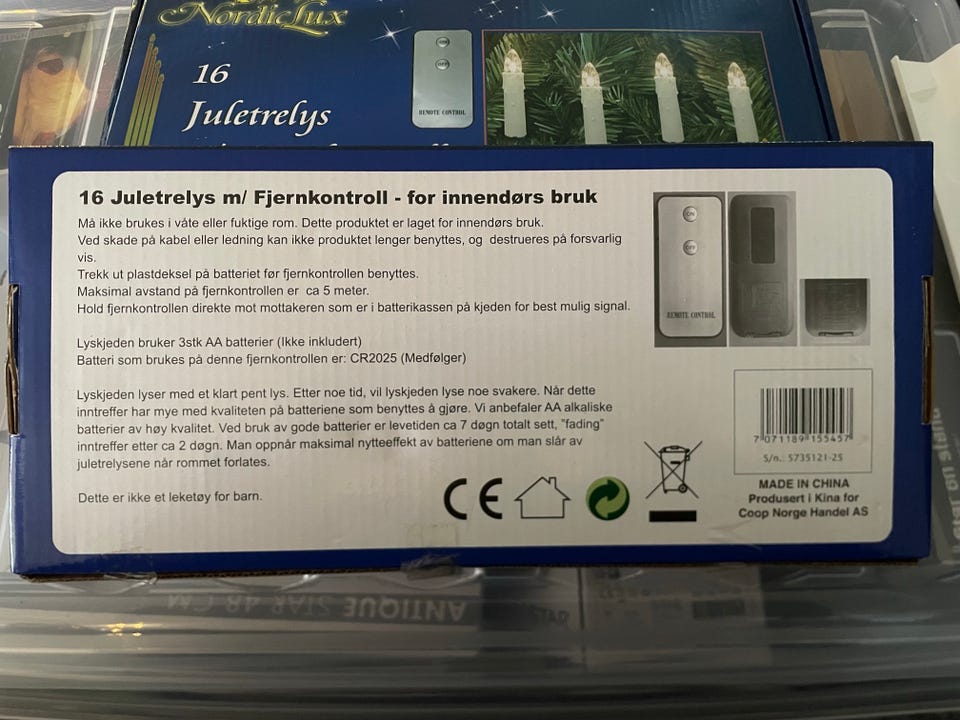 NordicLux
16
Juletrelys
ON
OFF
REMOTE CONTROL
16 Juletrelys m/ Fjernkontroll - for innendørs bruk
Må ikke brukes i våte eller fuktige rom. Dette produktet er laget for innendørs bruk.
Ved skade på kabel eller ledning kan ikke produktet lenger benyttes, og destrueres på forsvarlig
vis.
Trekk ut plastdeksel på batteriet før fjernkontrollen benyttes.
Maksimal avstand på fjernkontrollen er ca 5 meter.
Hold fjernkontrollen direkte mot mottakeren som er i batterikassen på kjeden for best mulig signal.
Lyskjeden bruker 3stk AA batterier (Ikke inkludert)
Batteri som brukes på denne fjernkontrollen er: CR2025 (Medfølger)
Lyskjeden lyser med et klart pent lys. Etter noe tid, vil lyskjeden lyse noe svakere. Når dette
inntreffer har mye med kvaliteten på batteriene som benyttes å gjøre. Vi anbefaler AA alkaliske
batterier av høy kvalitet. Ved bruk av gode batterier er levetiden ca 7 døgn totalt sett, "fading"
inntreffer etter ca 2 døgn. Man oppnår maksimal nytteeffekt av batteriene om man slår av
juletrelysene når rommet forlates.
Dette er ikke et leketøy for barn.
CE
ON
OFF
REMOTE CONTROL
7 071189 155457
S/n.: 5735121-25
MADE IN CHINA
Produsert i Kina for
Coop Norge Handel AS
ANTIQUE STAR 48 CM